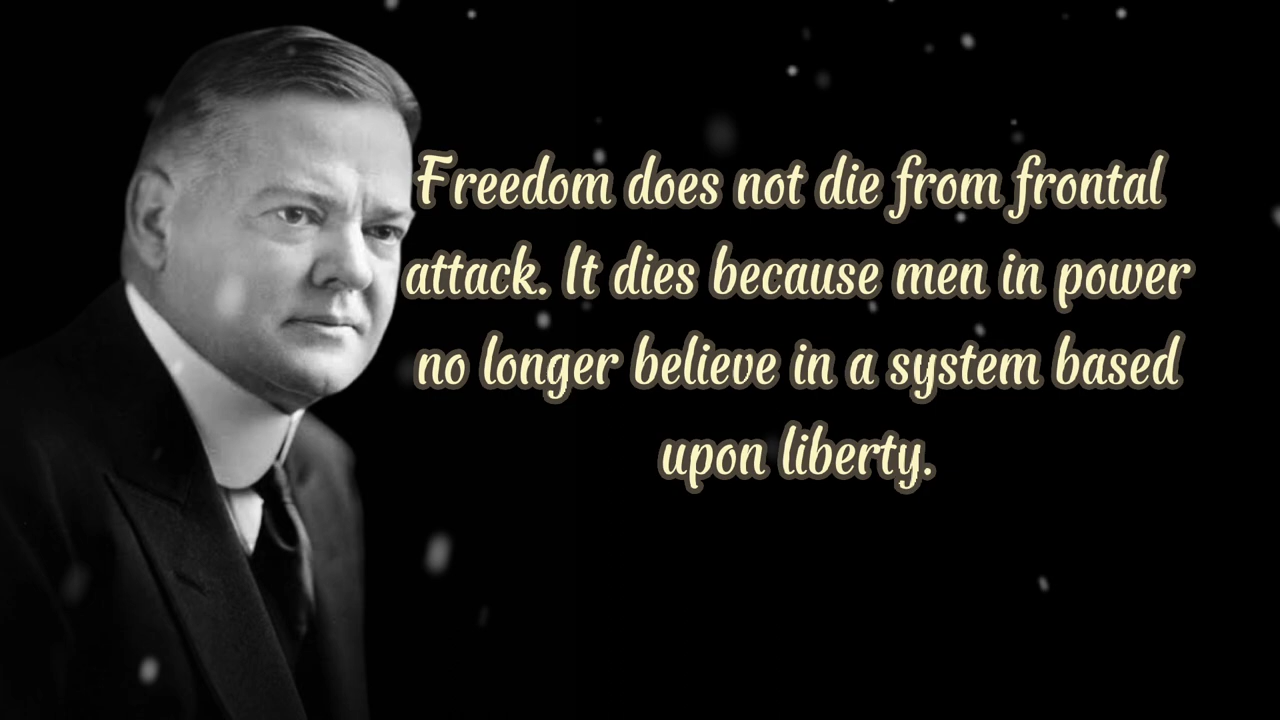 Freedom does not die from frontal
attack. It dies because men in power
no longer believe in a system based
upon liberty.